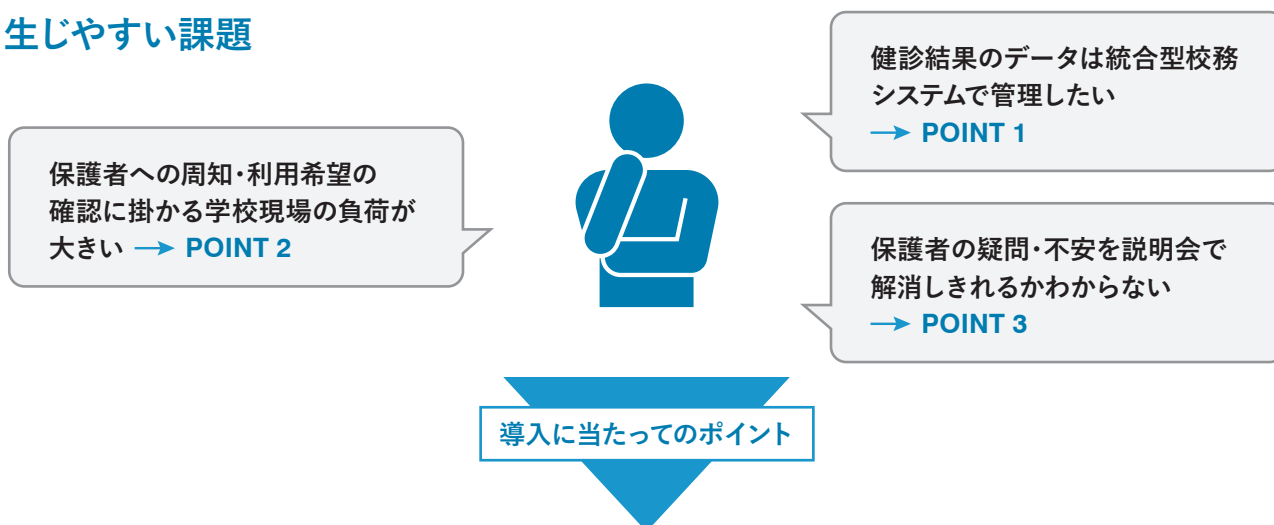 生じやすい課題
健診結果のデータは統合型校務
システムで管理したい
→ POINT 1
保護者への周知・利用希望の
確認に掛かる学校現場の負荷が
大きい → POINT 2
保護者の疑問・不安を説明会で
解消しきれるかわからない
→ POINT 3
導入に当たってのポイント